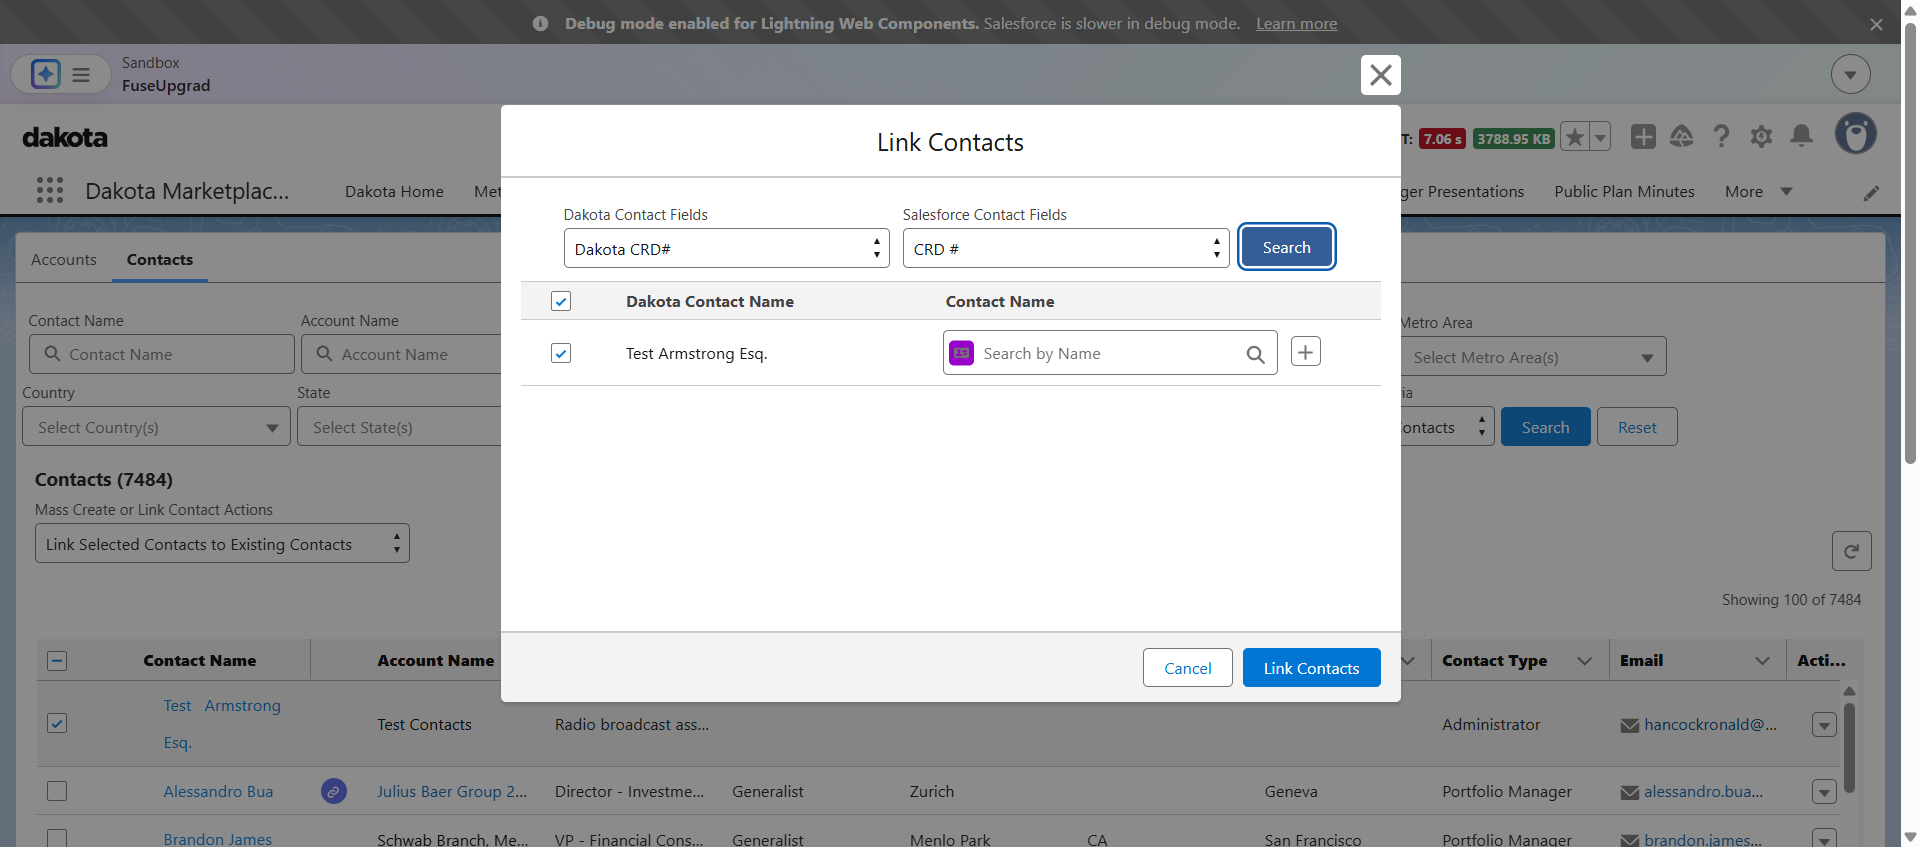 Debug mode enabled for Lightning Web Components. Salesforce is slower in debug mode. Learn more
Sandbox
FuseUpgrad
dakota
T: 7.06 s 3788.95 KB
Dakota Marketplac... Dakota Home Met ger Presentations Public Plan Minutes More
Link Contacts
Dakota Contact Fields Salesforce Contact Fields
Dakota CRD# CRD # Search
Dakota Contact Name Contact Name
Test Armstrong Esq. Search by Name
Cancel Link Contacts
Accounts Contacts
Contact Name Account Name Metro Area
Contact Name Account Name Select Metro Area(s)
Country State ia
Select Country(s) Select State(s) ontacts Search Reset
Contacts (7484)
Mass Create or Link Contact Actions
Link Selected Contacts to Existing Contacts
Showing 100 of 7484
Contact Name Account Name Contact Type Email Acti...
Test Armstrong Esq. Test Contacts Radio broadcast ass... Administrator hancockronald@...
Alessandro Bua Julius Baer Group 2... Director - Investme... Generalist Zurich Geneva Portfolio Manager alessandro.bua...
Brandon James Schwab Branch, Me... VP - Financial Cons... Generalist Menlo Park CA San Francisco Portfolio Manager brandon.james...